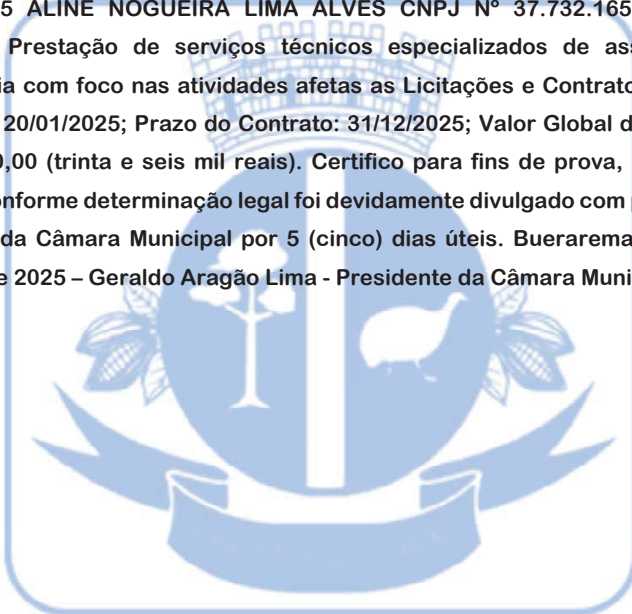 5 ALINE NOGUEIRA LIMA ALVES CNPJ Nº 37.732.165
Prestação de serviços técnicos especializados de as
com foco nas atividades afetas as Licitações e Contrato
20/01/2025; Prazo do Contrato: 31/12/2025; Valor Global d
0,00 (trinta e seis mil reais). Certifico para fins de prova,
onforme determinação legal foi devidamente divulgado com
da Câmara Municipal por 5 (cinco) dias úteis. Buerarema
e 2025 – Geraldo Aragão Lima - Presidente da Câmara Muni